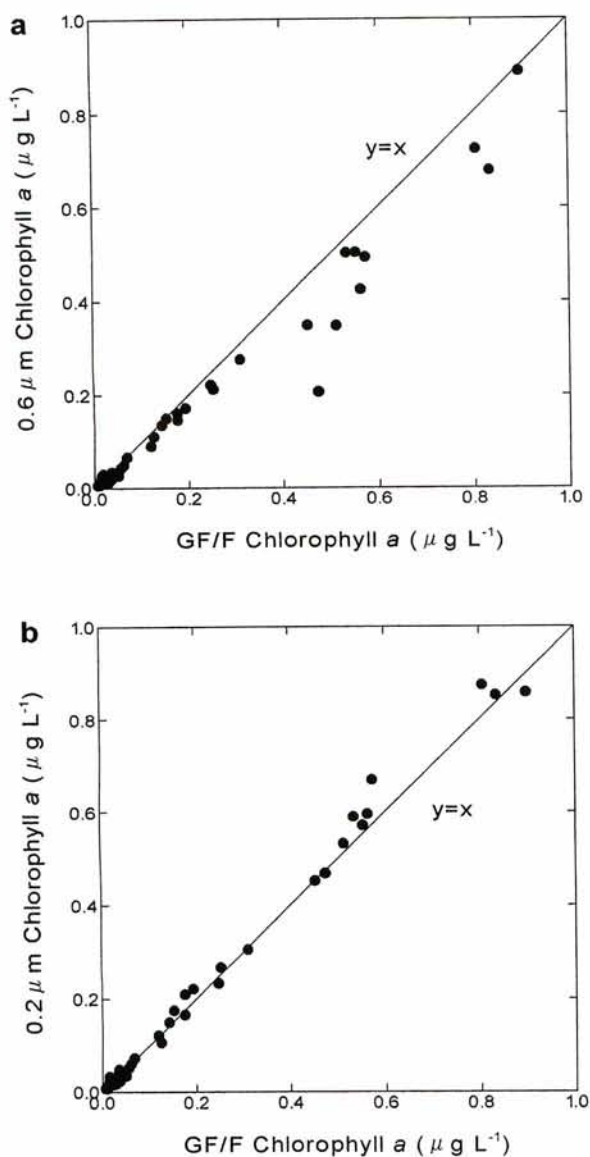 a
0.6 μm Chlorophyll a (μg L-1)
1.0
0.8
0.6
0.4
0.2
0.0
y=x
0.0 0.2 0.4 0.6 0.8 1.0
GF/F Chlorophyll a (μg L-1)
b
0.2 μm Chlorophyll a (μg L-1)
1.0
0.8
0.6
0.4
0.2
0.0
y=x
0.0 0.2 0.4 0.6 0.8 1.0
GF/F Chlorophyll a (μg L-1)